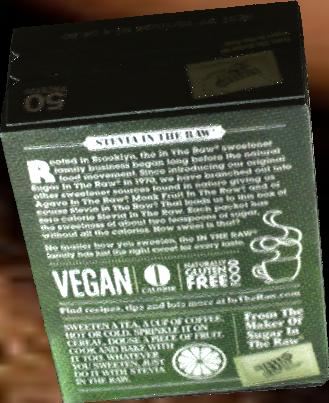 50
STEVIA IN THE RAW®
Rooted in Brooklyn, the In The Raw® sweetener
family business began long before the natural
food movement. Since introducing our original
Sugar In The Raw® in 1970, we have branched out into
other sweetener sources found in nature giving us
Agave In The Raw®, Monk Fruit In The Raw®, and of
course Stevia In The Raw®. That leads us to this box of
zero calorie Stevia In The Raw. Each packet has
the sweetness of about two teaspoons of sugar,
without all the calories. How sweet is that?
No matter how you sweeten, the IN THE RAW®
family has just the right sweet for every taste
VEGAN
0
CALORIE
NATURALLY
GLUTEN
FREE
Find recipes, tips and lots more at InTheRaw.com
SWEETEN A TEA, A CUP OF COFFEE
HOT OR COLD. SPRINKLE IT ON
CEREAL, DOUSE A PIECE OF FRUIT,
COOK AND BAKE WITH
IT TOO. WHATEVER
YOU SWEETEN, JUST
DO IT WITH STEVIA
IN THE RAW.
From The
Maker Of
Sugar In
The Raw®